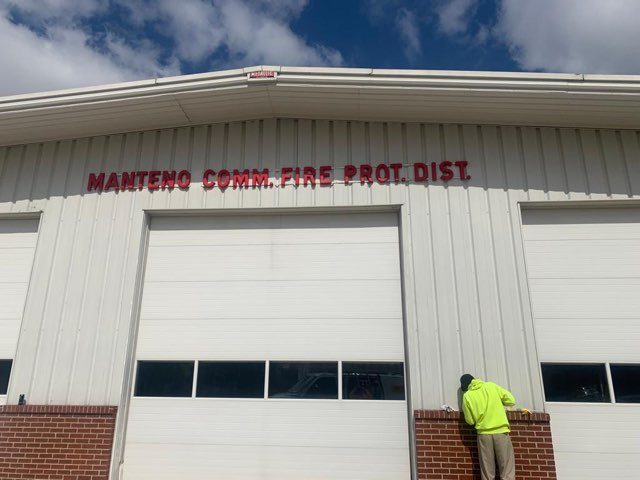 MANTENO COMM. FIRE PROT. DIST.